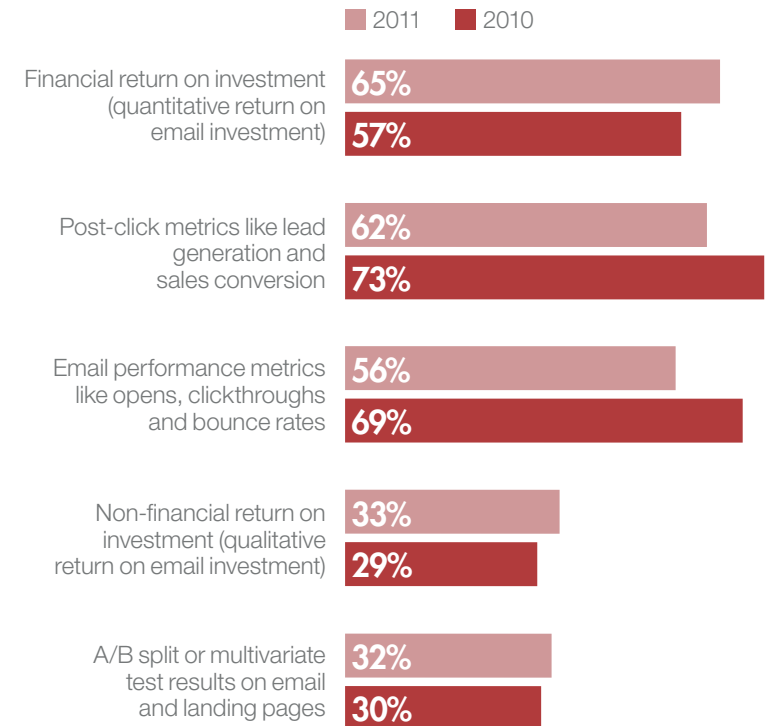 2011 2010
Financial return on investment
(quantitative return on
email investment)
65%
57%
Post-click metrics like lead
generation and
sales conversion
62%
73%
Email performance metrics
like opens, clickthroughs
and bounce rates
56%
69%
Non-financial return on
investment (qualitative
return on email investment)
33%
29%
A/B split or multivariate
test results on email
and landing pages
32%
30%